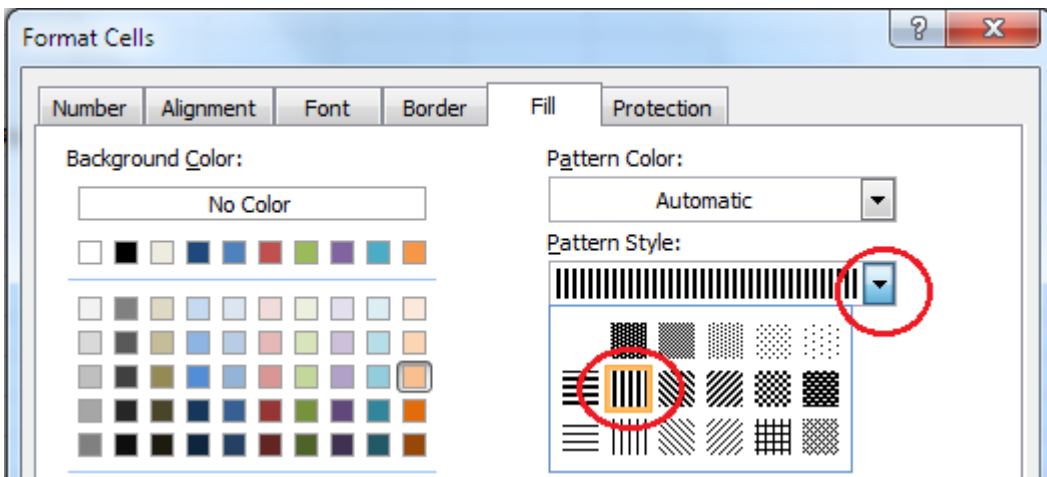 Format Cells
Number Alignment Font Border Fill Protection
Background Color:
No Color
Pattern Color:
Automatic
Pattern Style: